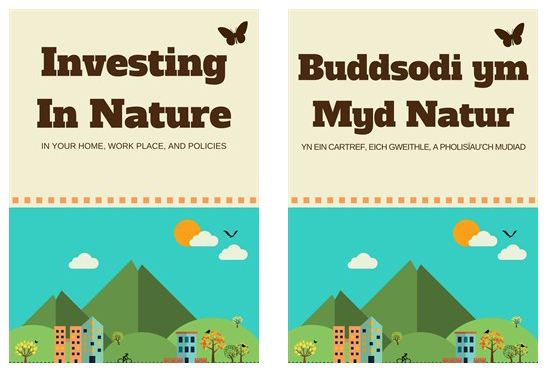 Investing
In Nature
IN YOUR HOME, WORK PLACE, AND POLICIES
Buddsodi ym
Myd Natur
YN EIN CARTREF, EICH GWEITHLE, A PHOLISÏAU'CH MUDIAD